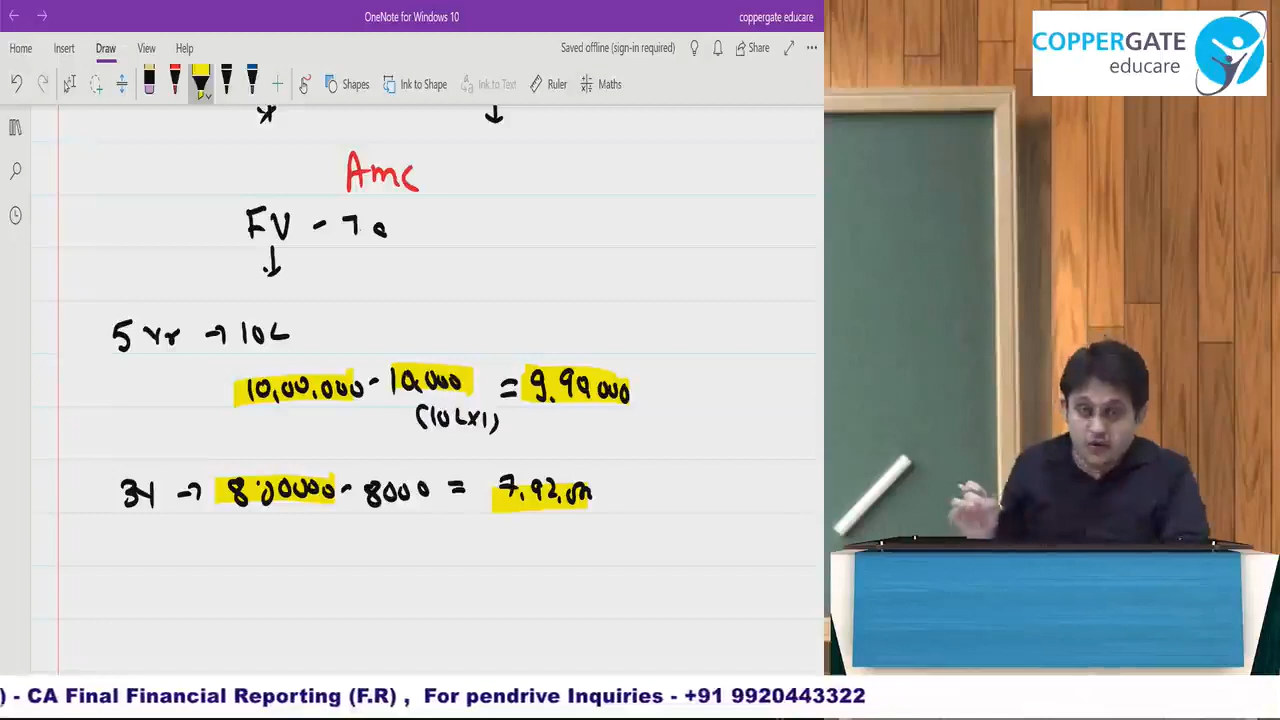 OneNote for Windows 10
coppergate educare
Home Insert Draw View Help
Saved offline (sign-in required)
Share
Shapes
Ink to Shape
Ink to Text
Ruler
Maths
COPPERGATE
educare
Amc
FV - TC
5 Yr → 10L
10,00,000 - 10,000 = 9,90,000
(10L×1)
3Y → 8,00000 - 8000 = 7,92,000
) - CA Final Financial Reporting (F.R) , For pendrive Inquiries - +91 9920443322